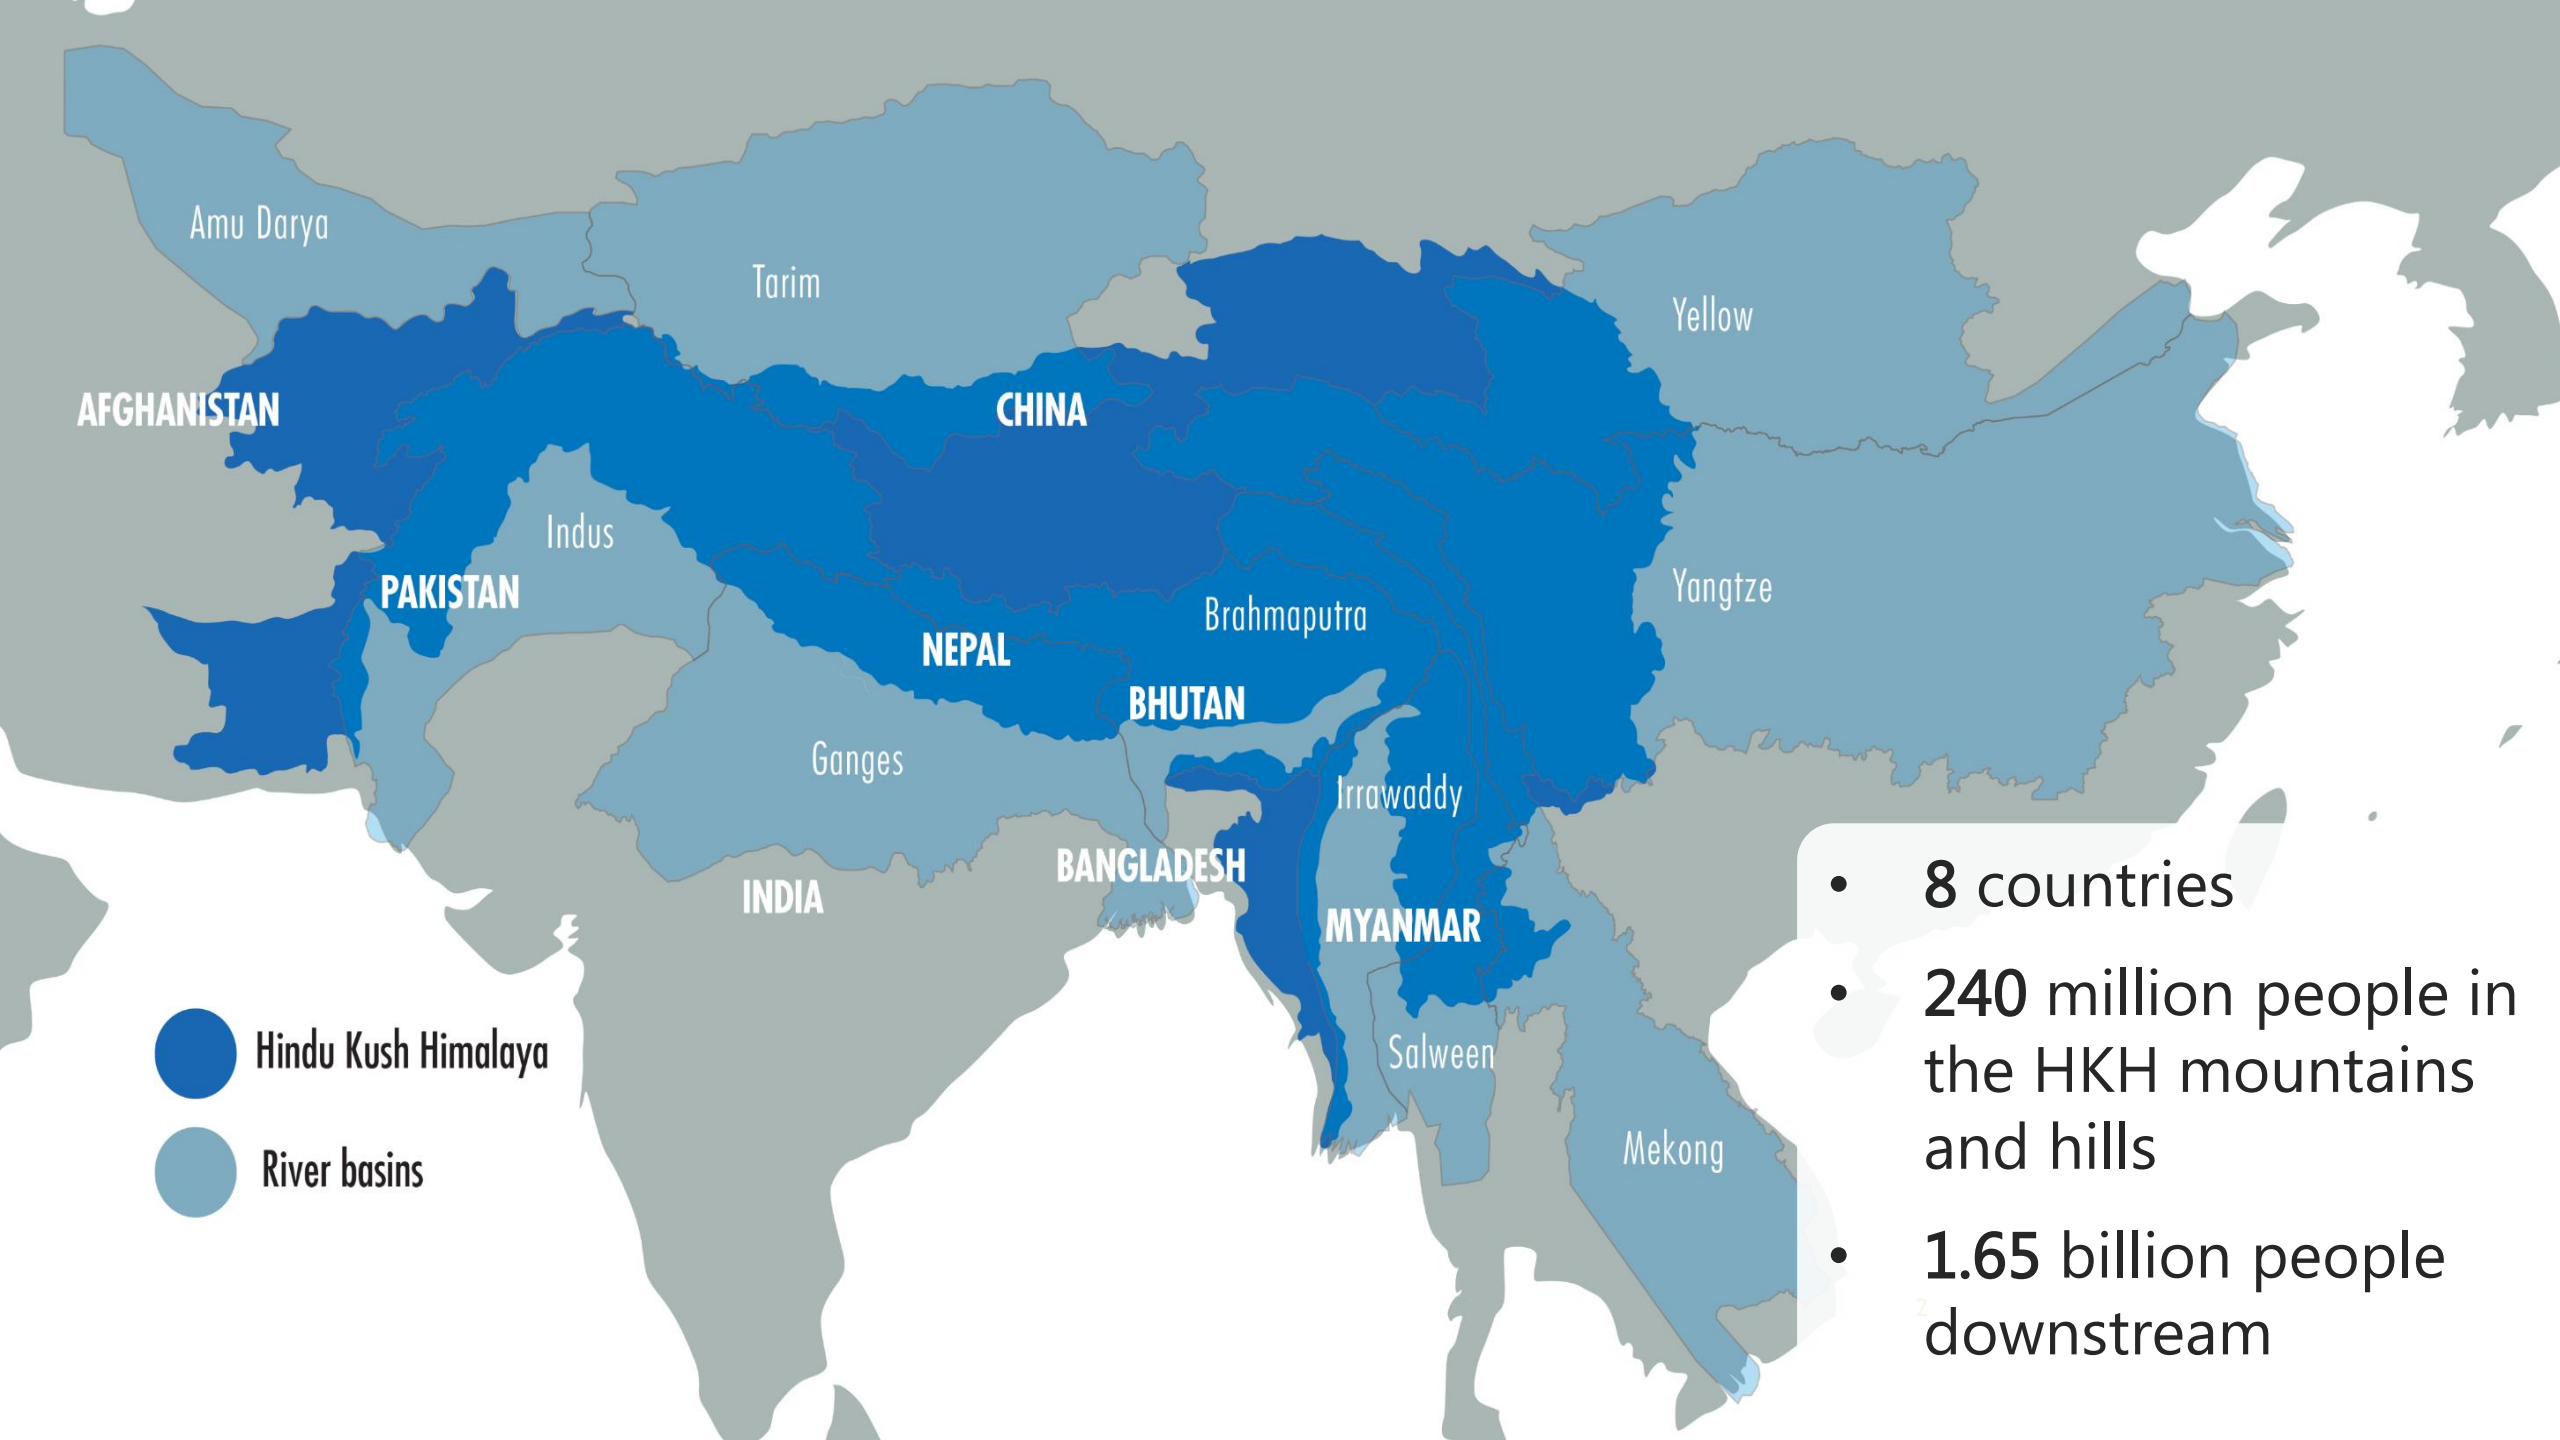 Amu Darya
Tarim
Yellow
AFGHANISTAN
CHINA
Indus
PAKISTAN
Yangtze
Brahmaputra
NEPAL
BHUTAN
Ganges
Irrawaddy
BANGLADESH
INDIA
MYANMAR
Salween
Mekong
Hindu Kush Himalaya
River basins
• 8 countries
• 240 million people in
the HKH mountains
and hills
• 1.65 billion people
downstream
2